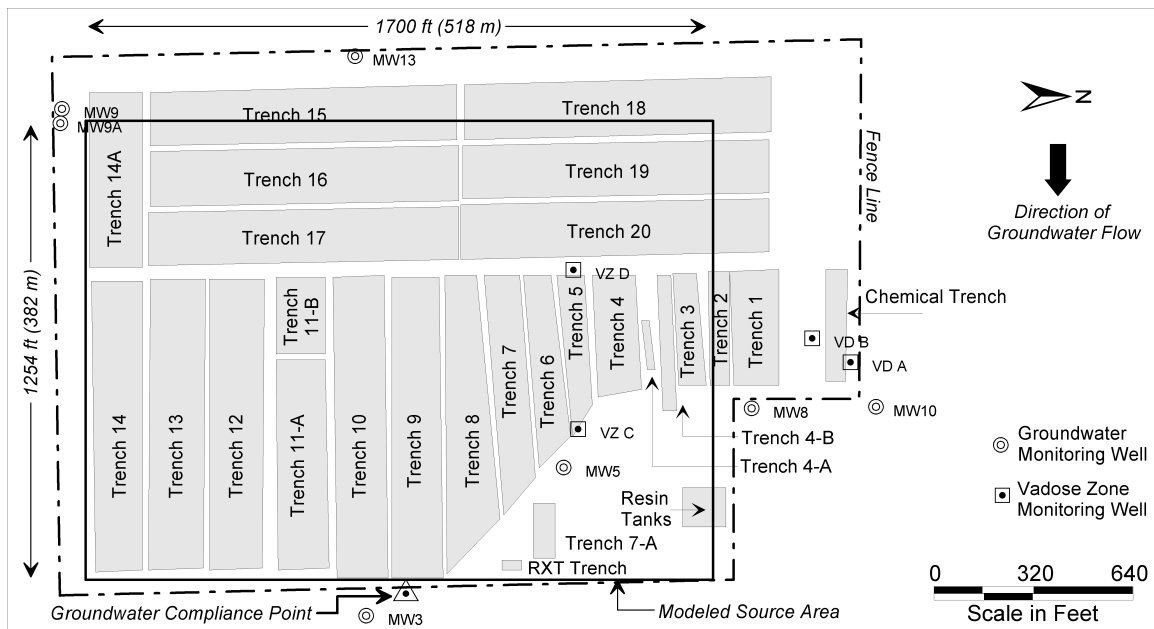 1700 ft (518 m)
MW13
MW9
MW9A
Trench 15
Trench 18
N
Trench 14A
Trench 16
Trench 19
Fence Line
Direction of
Groundwater Flow
Trench 17
Trench 20
1254 ft (382 m)
VZ D
Chemical Trench
Trench
11-B
Trench 5
Trench 4
Trench 3
Trench 2
Trench 1
VD B
VD A
Trench 7
Trench 6
MW8
MW10
Trench 14
Trench 13
Trench 12
Trench 11-A
Trench 10
Trench 9
Trench 8
VZ C
Trench 4-B
Trench 4-A
MW5
Groundwater
Monitoring Well
Resin
Tanks
Vadose Zone
Monitoring Well
Trench 7-A
RXT Trench
0 320 640
Scale in Feet
Groundwater Compliance Point
MW3
Modeled Source Area